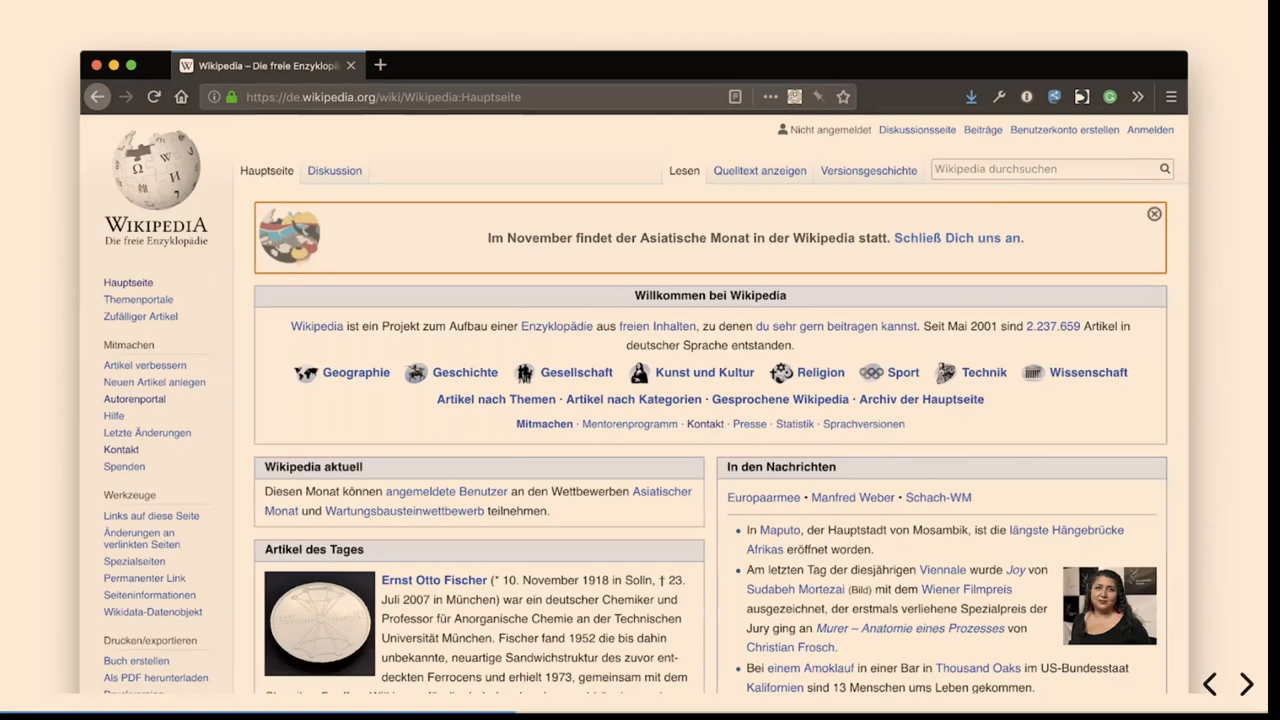 Wikipedia – Die freie Enzyklopä
https://de.wikipedia.org/wiki/Wikipedia:Hauptseite
Nicht angemeldet Diskussionsseite Beiträge Benutzerkonto erstellen Anmelden
Hauptseite Diskussion Lesen Quelltext anzeigen Versionsgeschichte Wikipedia durchsuchen
WIKIPEDIA
Die freie Enzyklopädie
Hauptseite
Themenportale
Zufälliger Artikel
Mitmachen
Artikel verbessern
Neuen Artikel anlegen
Autorenportal
Hilfe
Letzte Änderungen
Kontakt
Spenden
Werkzeuge
Links auf diese Seite
Änderungen an
verlinkten Seiten
Spezialseiten
Permanenter Link
Seiteninformationen
Wikidata-Datenobjekt
Drucken/exportieren
Buch erstellen
Als PDF herunterladen
Im November findet der Asiatische Monat in der Wikipedia statt. Schließ Dich uns an.
Willkommen bei Wikipedia
Wikipedia ist ein Projekt zum Aufbau einer Enzyklopädie aus freien Inhalten, zu denen du sehr gern beitragen kannst. Seit Mai 2001 sind 2.237.659 Artikel in
deutscher Sprache entstanden.
Geographie Geschichte Gesellschaft Kunst und Kultur Religion Sport Technik Wissenschaft
Artikel nach Themen · Artikel nach Kategorien · Gesprochene Wikipedia · Archiv der Hauptseite
Mitmachen · Mentorenprogramm · Kontakt · Presse · Statistik · Sprachversionen
Wikipedia aktuell
Diesen Monat können angemeldete Benutzer an den Wettbewerben Asiatischer
Monat und Wartungsbausteinwettbewerb teilnehmen.
Artikel des Tages
Ernst Otto Fischer (* 10. November 1918 in Solln, † 23.
Juli 2007 in München) war ein deutscher Chemiker und
Professor für Anorganische Chemie an der Technischen
Universität München. Fischer fand 1952 die bis dahin
unbekannte, neuartige Sandwichstruktur des zuvor ent-
deckten Ferrocens und erhielt 1973, gemeinsam mit dem
In den Nachrichten
Europaarmee • Manfred Weber • Schach-WM
• In Maputo, der Hauptstadt von Mosambik, ist die längste Hängebrücke
Afrikas eröffnet worden.
• Am letzten Tag der diesjährigen Viennale wurde Joy von
Sudabeh Mortezai (Bild) mit dem Wiener Filmpreis
ausgezeichnet, der erstmals verliehene Spezialpreis der
Jury ging an Murer – Anatomie eines Prozesses von
Christian Frosch.
• Bei einem Amoklauf in einer Bar in Thousand Oaks im US-Bundesstaat
Kalifornien sind 13 Menschen ums Leben gekommen.